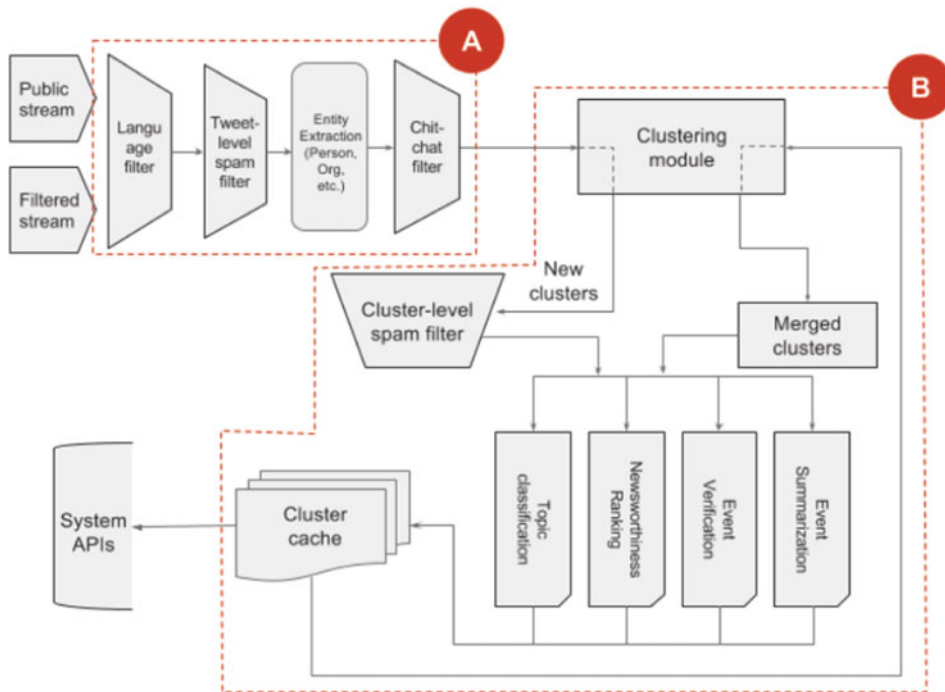 A
B
Public
stream
Filtered
stream
Langu
age
filter
Tweet-
level
spam
filter
Entity
Extraction
(Person,
Org,
etc.)
Chit-
chat
filter
Clustering
module
New
clusters
Cluster-level
spam filter
Merged
clusters
Topic
classification
Newsworthiness
Ranking
Event
Verification
Event
Summarization
Cluster
cache
System
APIs